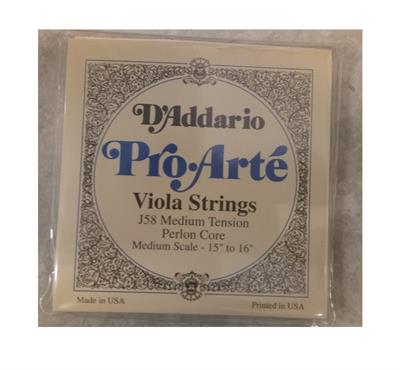 D'Addario
Pro·Arté
Viola Strings
J58 Medium Tension
Perlon Core
Medium Scale - 15" to 16"
Made in USA
Printed in USA